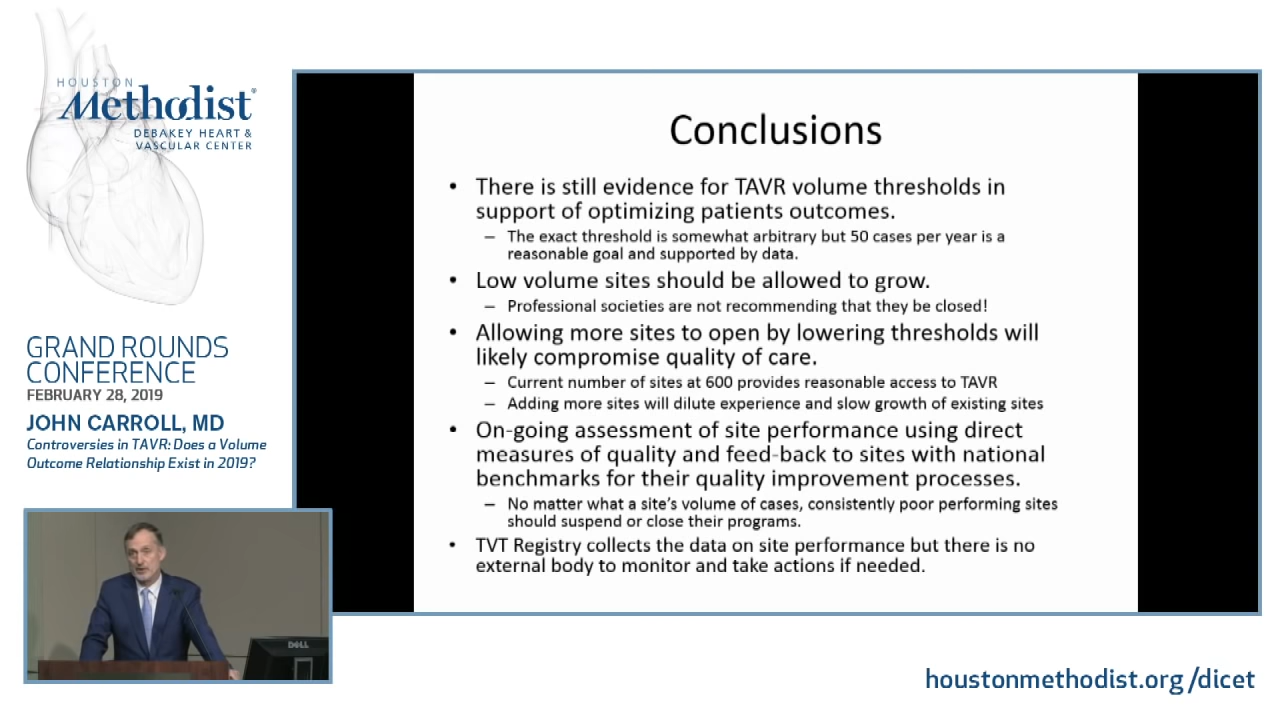 HOUSTON
Methodist®
DEBAKEY HEART &
VASCULAR CENTER
GRAND ROUNDS
CONFERENCE
FEBRUARY 28, 2019
JOHN CARROLL, MD
Controversies in TAVR: Does a Volume
Outcome Relationship Exist in 2019?
Conclusions
• There is still evidence for TAVR volume thresholds in
support of optimizing patients outcomes.
– The exact threshold is somewhat arbitrary but 50 cases per year is a
reasonable goal and supported by data.
• Low volume sites should be allowed to grow.
– Professional societies are not recommending that they be closed!
• Allowing more sites to open by lowering thresholds will
likely compromise quality of care.
– Current number of sites at 600 provides reasonable access to TAVR
– Adding more sites will dilute experience and slow growth of existing sites
• On-going assessment of site performance using direct
measures of quality and feed-back to sites with national
benchmarks for their quality improvement processes.
– No matter what a site's volume of cases, consistently poor performing sites
should suspend or close their programs.
• TVT Registry collects the data on site performance but there is no
external body to monitor and take actions if needed.
DELL
houstonmethodist.org/dicet